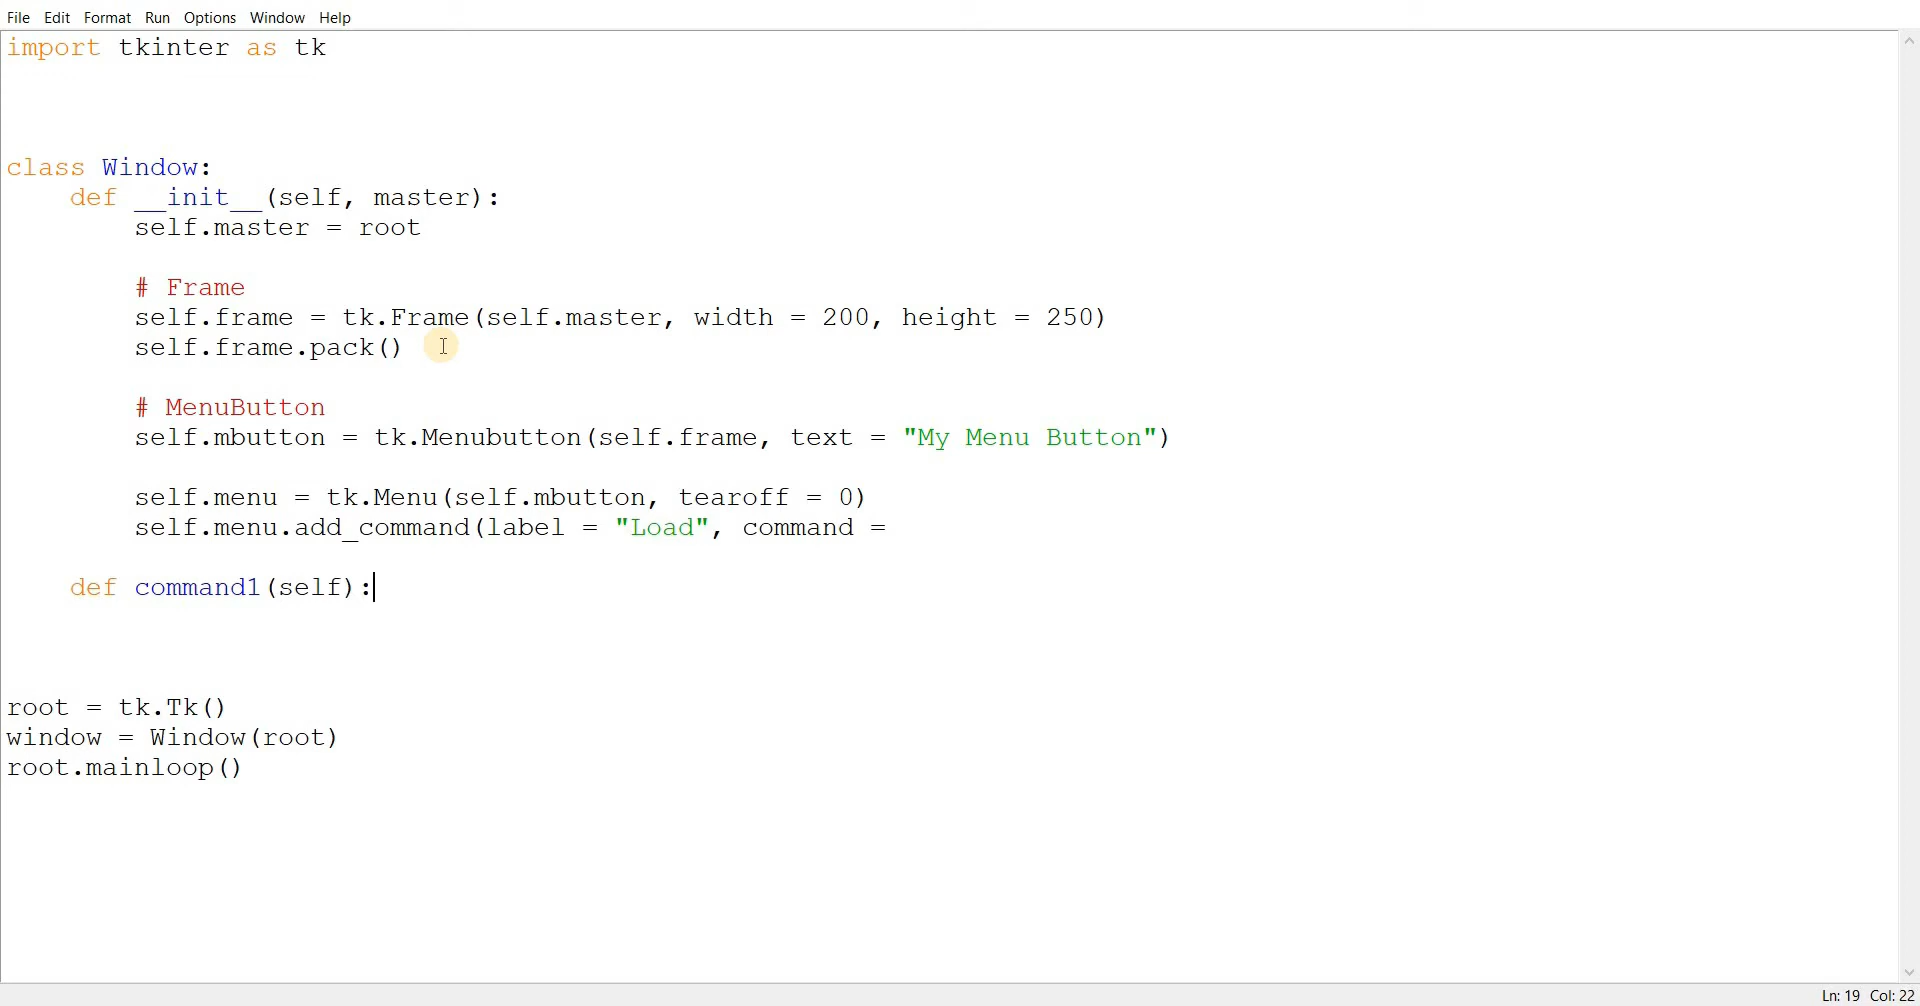 File Edit Format Run Options Window Help
import tkinter as tk
class Window:
    def __init__(self, master):
        self.master = root
        # Frame
        self.frame = tk.Frame(self.master, width = 200, height = 250)
        self.frame.pack()
        # MenuButton
        self.mbutton = tk.Menubutton(self.frame, text = "My Menu Button")
        self.menu = tk.Menu(self.mbutton, tearoff = 0)
        self.menu.add_command(label = "Load", command =
    def command1(self):
root = tk.Tk()
window = Window(root)
root.mainloop()
Ln: 19 Col: 22